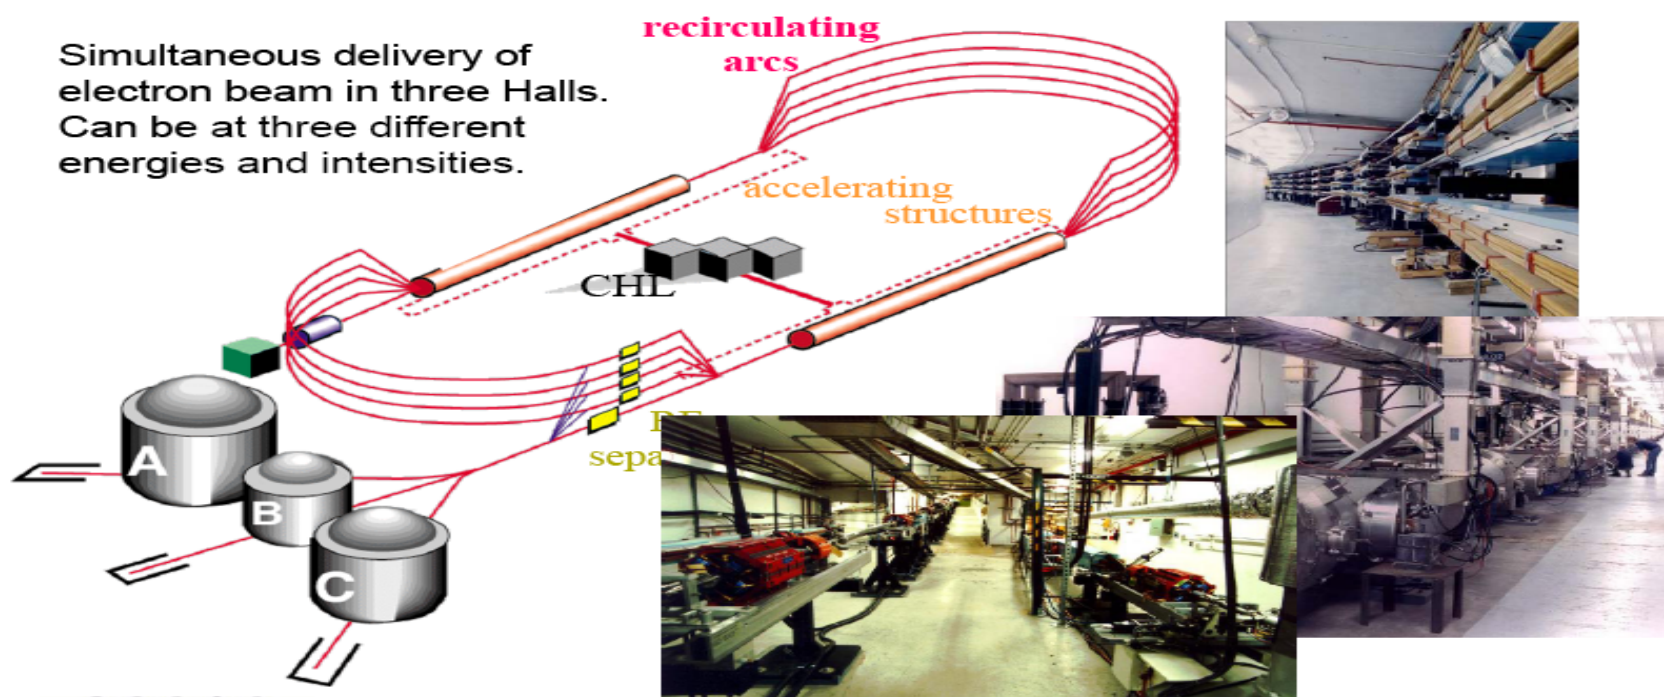 Simultaneous delivery of
electron beam in three Halls.
Can be at three different
energies and intensities.
recirculating
arcs
accelerating
structures
CHL
A
B
C